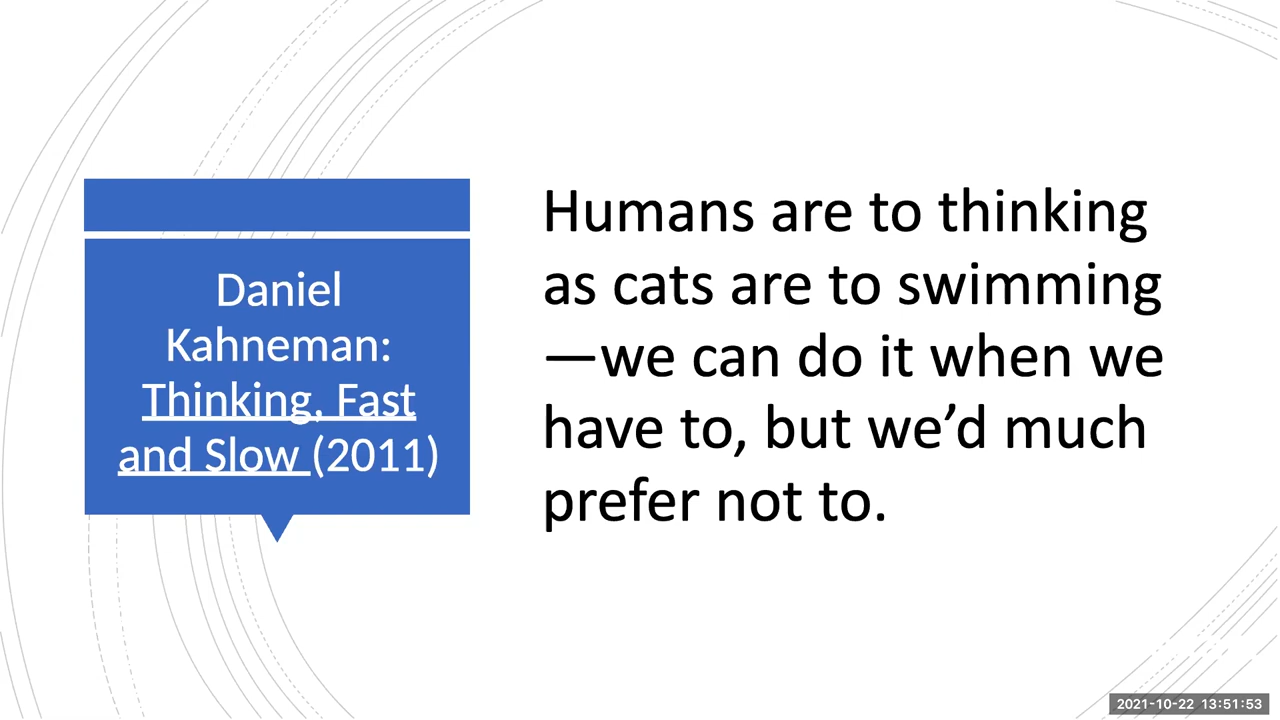 Daniel
Kahneman:
Thinking, Fast
and Slow (2011)
Humans are to thinking
as cats are to swimming
—we can do it when we
have to, but we’d much
prefer not to.
2021-10-22 13:51:53